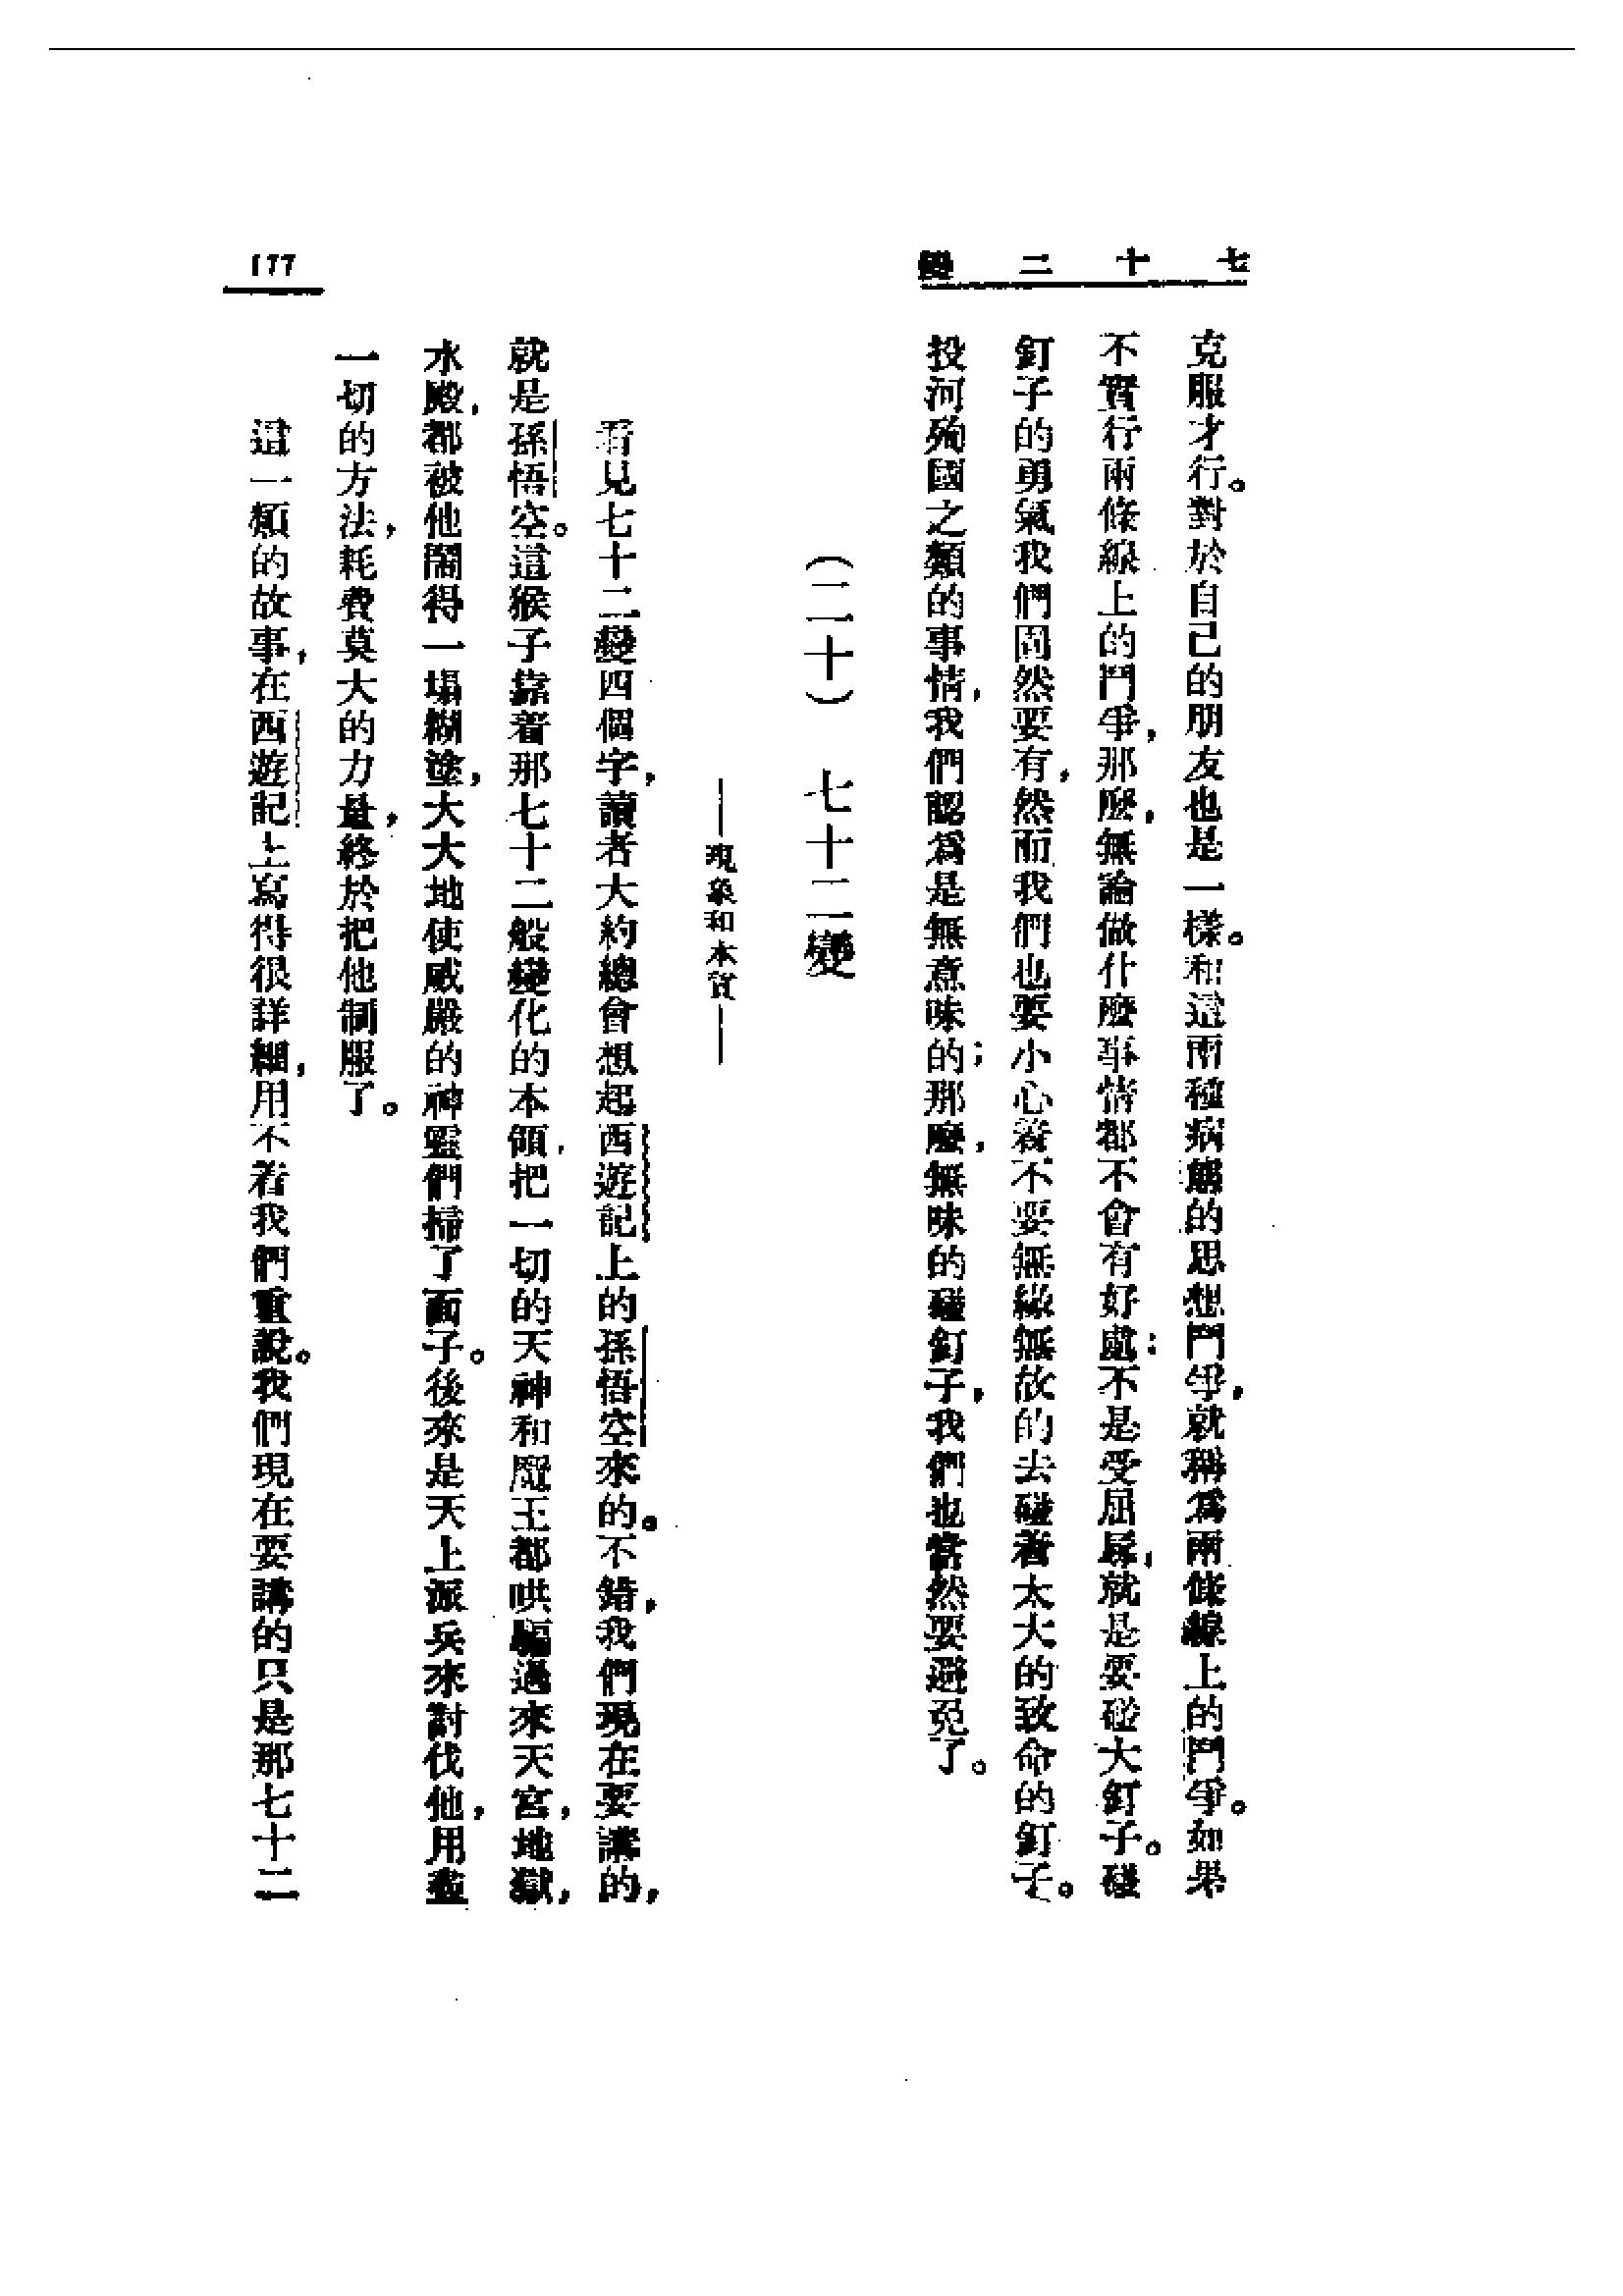 七十二變
克服才行。對於自己的朋友也是一樣。和這兩種病態的思想鬥爭，就稱爲兩條線上的鬥爭。如果
不實行兩條線上的鬥爭，那麼，無論做什麼事情都不會有好處：不是受屈辱，就是要碰大釘子。碰
釘子的勇氣我們固然要有，然而我們也要小心着不要無緣無故的去碰着太大的致命的釘子。
投河殉國之類的事情，我們認爲是無意味的；那麼，無味的碰釘子，我們也當然要避免了。
（二十）　七十二變
——現象和本質——
看見七十二變四個字，讀者大約總會想起西遊記上的孫悟空來的。不錯，我們現在要講的，
就是孫悟空。這猴子靠着那七十二般變化的本領，把一切的天神和魔王都哄騙過來天宮，地獄，
水殿，都被他鬧得一塌糊塗，大大地使威嚴的神靈們掃了面子。後來是天上派兵來討伐他，用盡
一切的方法，耗費莫大的力量，終於把他制服了。
這一類的故事，在西遊記上寫得很詳細，用不着我們重說。我們現在要講的只是那七十二
177